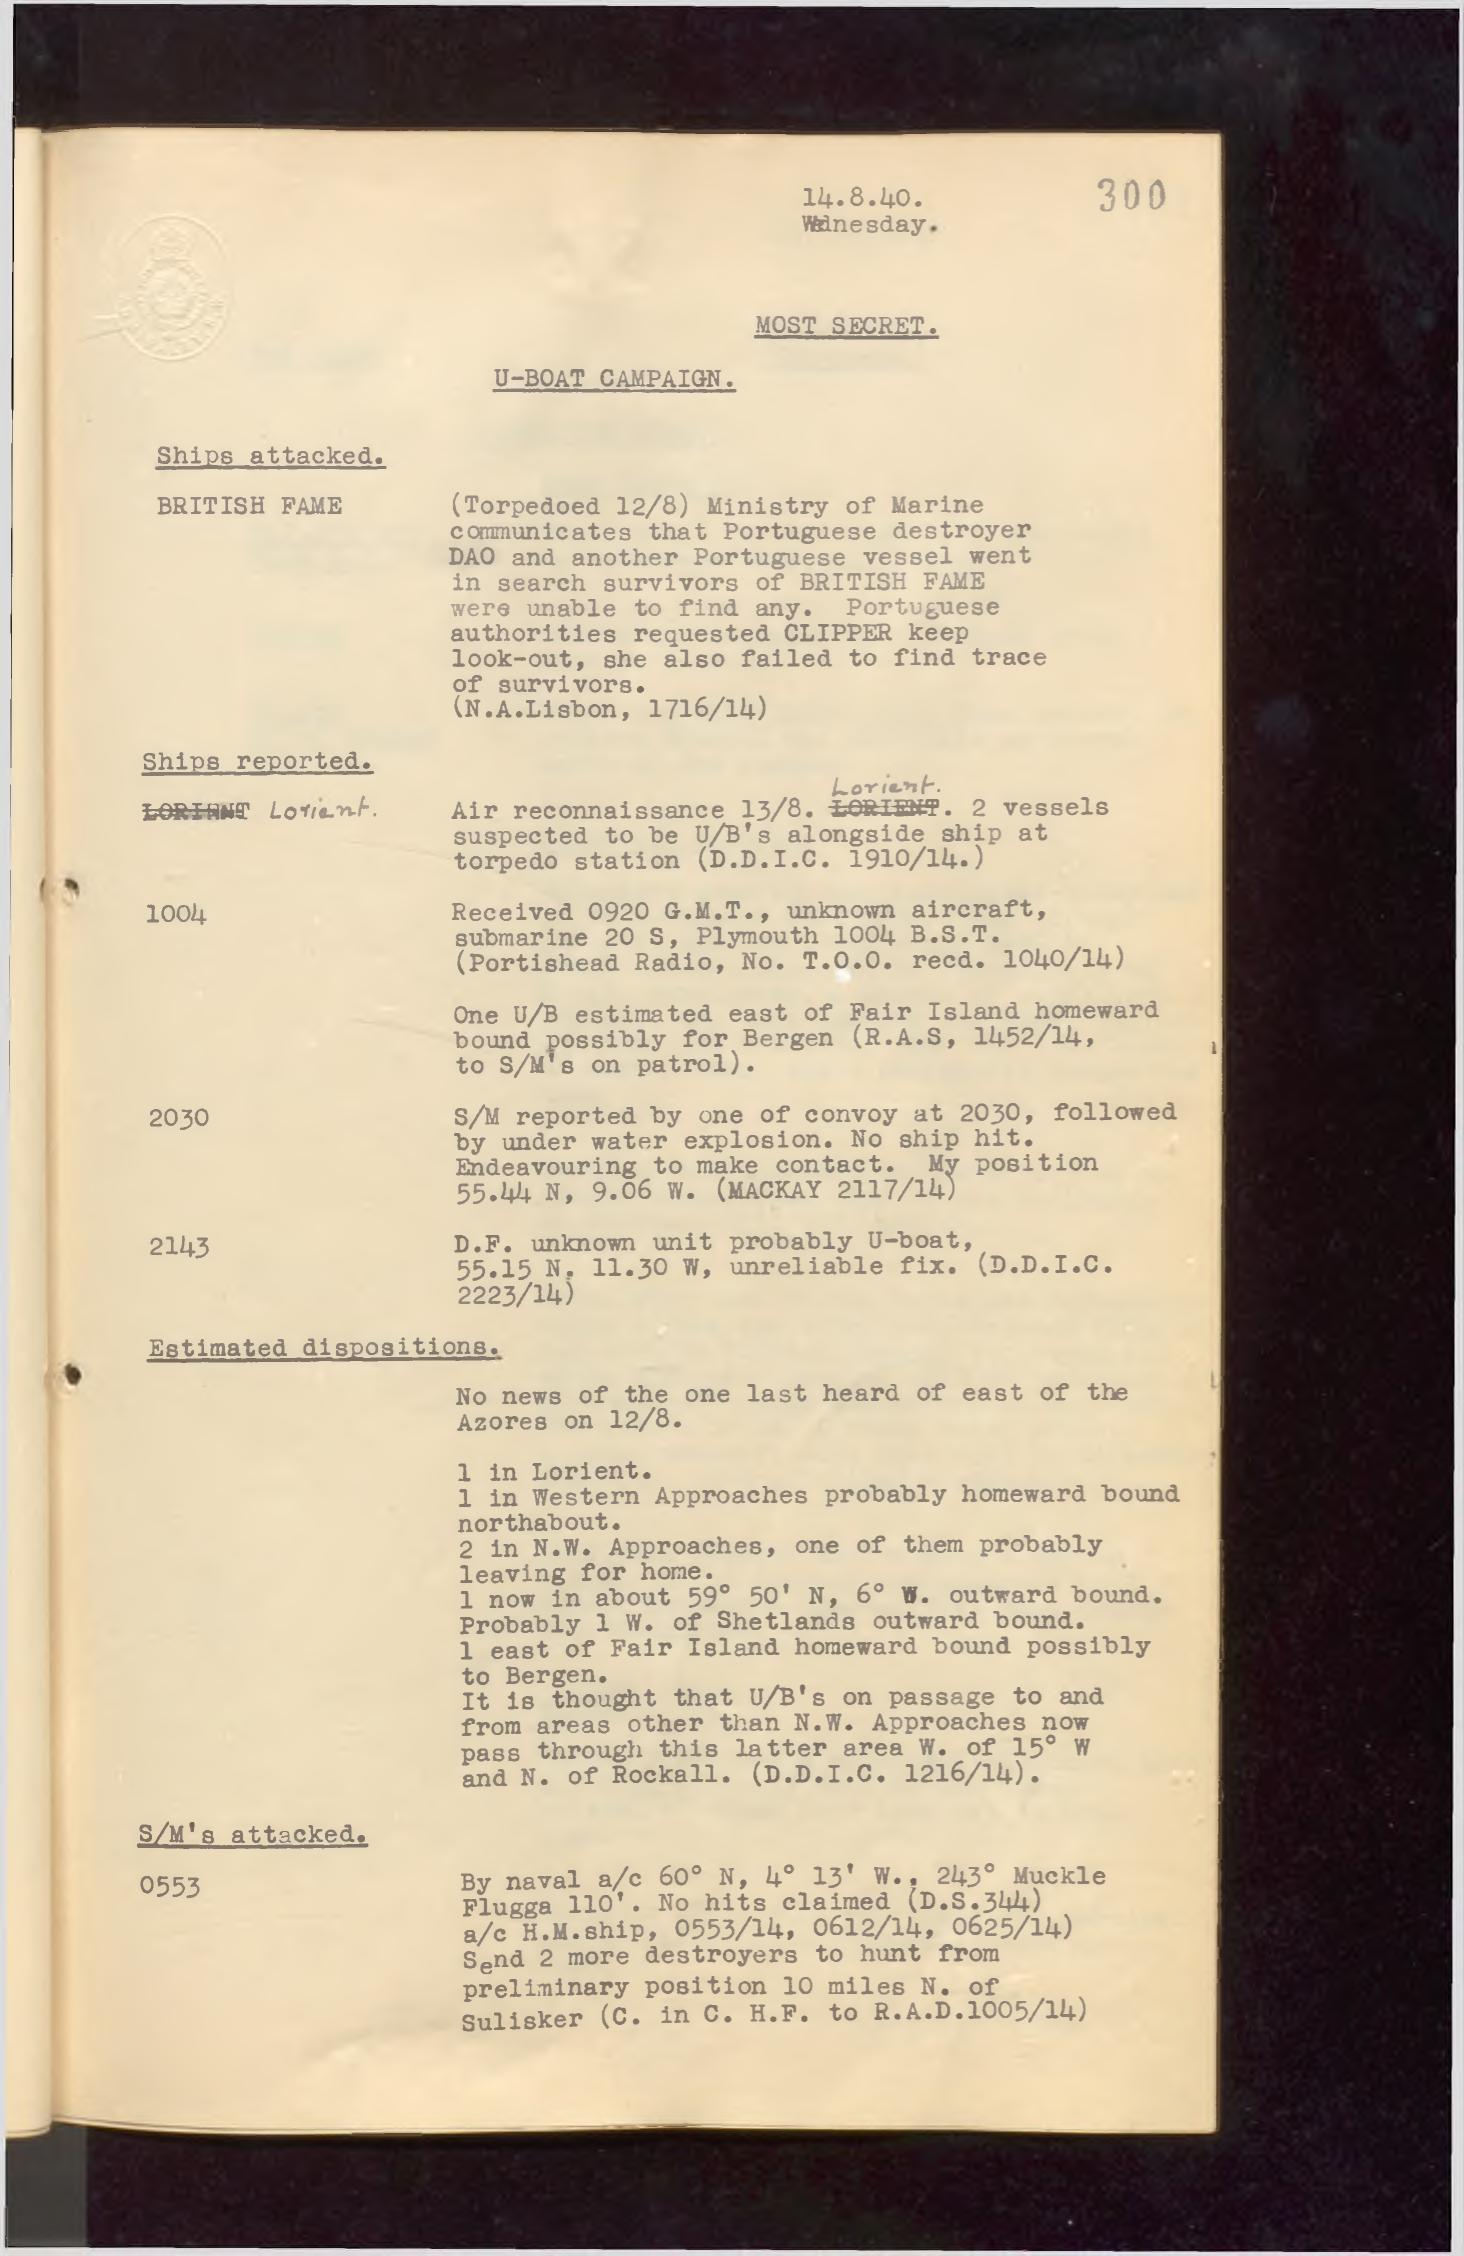 14.8.40.
300
Wednesday.
MOST SECRET.
U-BOAT CAMPAIGN.
Ships attacked.
BRITISH FAME
(Torpedoed 12/8) Ministry of Marine
communicates that Portuguese destroyer
DAO and another Portuguese vessel went
in search survivors of BRITISH FAME
were unable to find any. Portuguese
authorities requested CLIPPER keep
look-out, she also failed to find trace
of survivors.
(N.A.Lisbon, 1716/14)
Ships reported.
LORIENT Lorient.
Lorient.
Air reconnaissance 13/8. LORIENT. 2 vessels
suspected to be U/B's alongside ship at
torpedo station (D.D.I.C. 1910/14.)
1004
Received 0920 G.M.T., unknown aircraft,
submarine 20 S, Plymouth 1004 B.S.T.
(Portishead Radio, No. T.O.O. recd. 1040/14)
One U/B estimated east of Fair Island homeward
bound possibly for Bergen (R.A.S, 1452/14,
to S/M's on patrol).
2030
S/M reported by one of convoy at 2030, followed
by under water explosion. No ship hit.
Endeavouring to make contact. My position
55.44 N, 9.06 W. (MACKAY 2117/14)
2143
D.F. unknown unit probably U-boat,
55.15 N, 11.30 W, unreliable fix. (D.D.I.C.
2223/14)
Estimated dispositions.
No news of the one last heard of east of the
Azores on 12/8.
1 in Lorient.
1 in Western Approaches probably homeward bound
northabout.
2 in N.W. Approaches, one of them probably
leaving for home.
1 now in about 59° 50' N, 6° W. outward bound.
Probably 1 W. of Shetlands outward bound.
1 east of Fair Island homeward bound possibly
to Bergen.
It is thought that U/B's on passage to and
from areas other than N.W. Approaches now
pass through this latter area W. of 15° W
and N. of Rockall. (D.D.I.C. 1216/14).
S/M's attacked.
0553
By naval a/c 60° N, 4° 13' W., 243° Muckle
Flugga 110'. No hits claimed (D.S.344)
a/c H.M.ship, 0553/14, 0612/14, 0625/14)
Send 2 more destroyers to hunt from
preliminary position 10 miles N. of
Sulisker (C. in C. H.F. to R.A.D.1005/14)